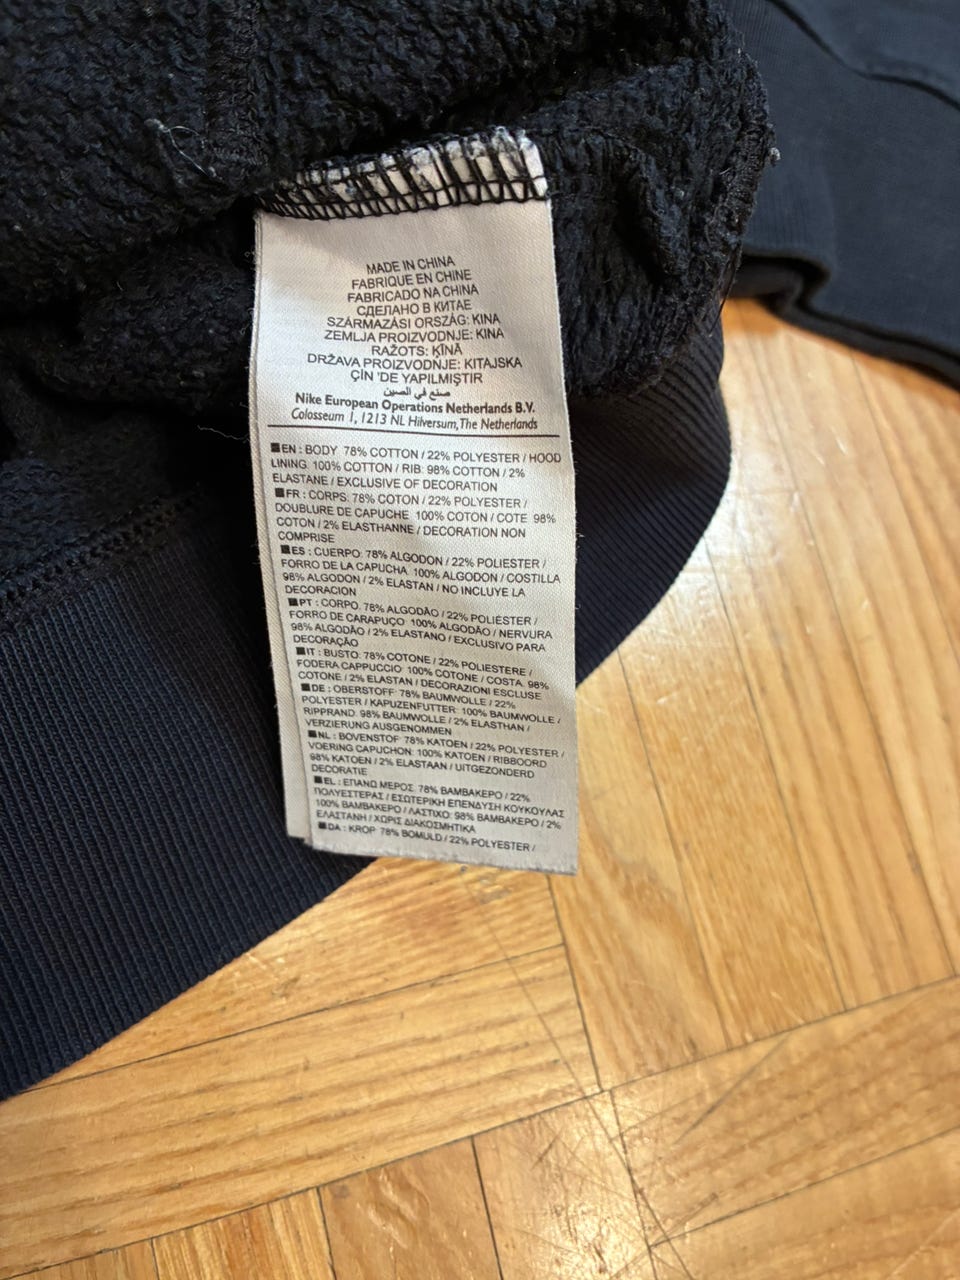 MADE IN CHINA
FABRIQUE EN CHINE
FABRICADO NA CHINA
СДЕЛАНО В КИТАЕ
SZÁRMAZÁSI ORSZÁG: KINA
ZEMLJA PROIZVODNJE: KINA
RAŽOTS: ĶĪNĀ
DRŽAVA PROIZVODNJE: KITAJSKA
ÇİN 'DE YAPILMIŞTIR
صنع في الصين
Nike European Operations Netherlands B.V.
Colosseum 1, 1213 NL Hilversum, The Netherlands
■EN : BODY 78% COTTON / 22% POLYESTER / HOOD
LINING: 100% COTTON / RIB: 98% COTTON / 2%
ELASTANE / EXCLUSIVE OF DECORATION
■FR : CORPS: 78% COTON / 22% POLYESTER /
DOUBLURE DE CAPUCHE 100% COTON / COTE 98%
COTON / 2% ELASTHANNE / DECORATION NON
COMPRISE
■ES : CUERPO: 78% ALGODON / 22% POLIESTER /
FORRO DE LA CAPUCHA 100% ALGODON / COSTILLA
98% ALGODON / 2% ELASTAN / NO INCLUYE LA
DECORACION
■PT : CORPO. 78% ALGODÃO / 22% POLIÉSTER /
FORRO DE CARAPUÇO 100% ALGODÃO / NERVURA
98% ALGODÃO / 2% ELASTANO / EXCLUSIVO PARA
DECORAÇÃO
■IT : BUSTO: 78% COTONE / 22% POLIESTERE /
FODERA CAPPUCCIO 100% COTONE / COSTA. 98%
COTONE / 2% ELASTAN / DECORAZIONI ESCLUSE
■DE : OBERSTOFF 78% BAUMWOLLE / 22%
POLYESTER / KAPUZENFUTTER: 100% BAUMWOLLE /
RIPPRAND. 98% BAUMWOLLE / 2% ELASTHAN /
VERZIERUNG AUSGENOMMEN
■NL : BOVENSTOF 78% KATOEN / 22% POLYESTER /
VOERING CAPUCHON: 100% KATOEN / RIBBOORD
98% KATOEN / 2% ELASTAAN / UITGEZONDERD
DECORATIE
■EL : ΕΠΑΝΩ ΜΕΡΟΣ 78% ΒΑΜΒΑΚΕΡΟ / 22%
ΠΟΛΥΕΣΤΕΡΑΣ / ΕΣΩΤΕΡΙΚΗ ΕΠΕΝΔΥΣΗ ΚΟΥΚΟΥΛΑΣ
100% ΒΑΜΒΑΚΕΡΟ / ΛΑΣΤΙΧΟ: 98% ΒΑΜΒΑΚΕΡΟ / 2%
ΕΛΑΣΤΑΝΗ / ΧΩΡΙΣ ΔΙΑΚΟΣΜΗΤΙΚΑ
■DA : KROP 78% BOMULD / 22% POLYESTER /